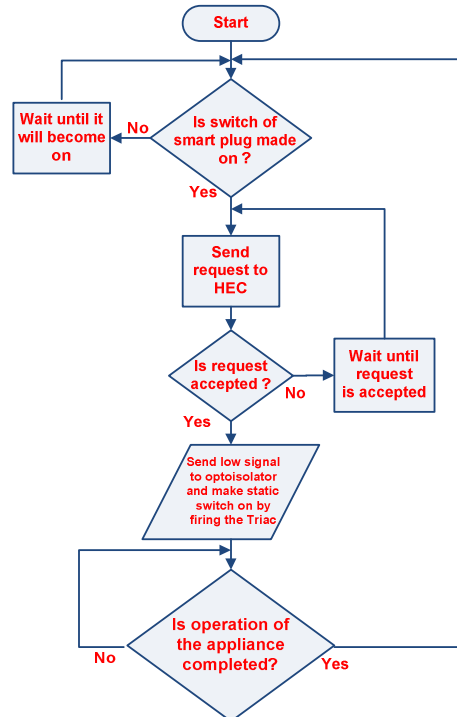 Start
Is switch of
smart plug made
on ?
No
Wait until it
will become
on
Yes
Send
request to
HEC
Is request
accepted ?
No
Wait until
request
is accepted
Yes
Send low signal
to optoisolator
and make static
switch on by
firing the Triac
Is operation of
the appliance
completed?
No
Yes